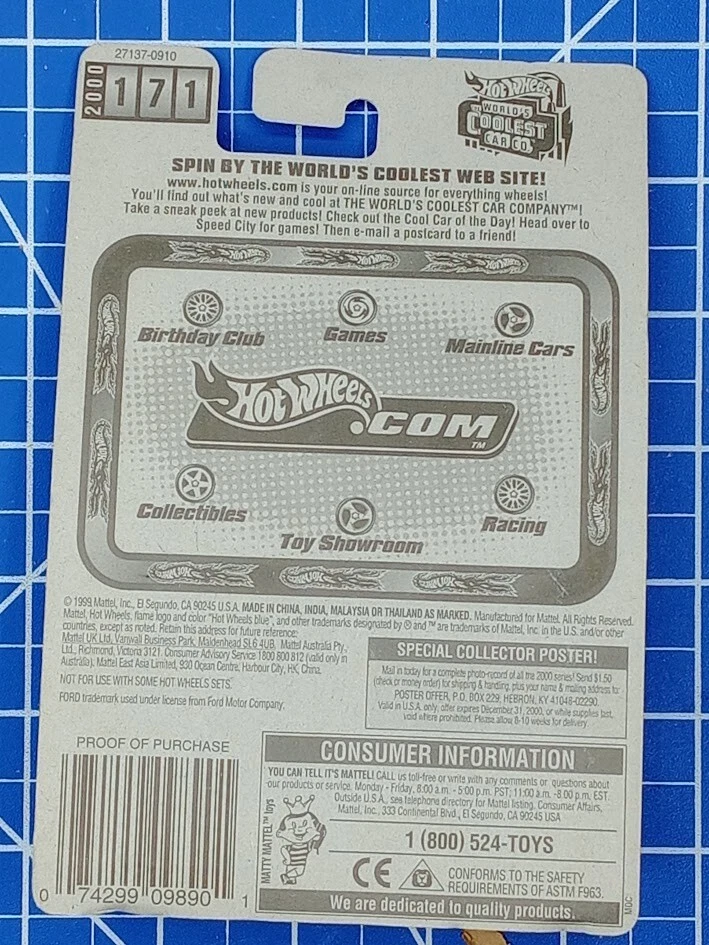 27137-0910
2000 171
Hot Wheels
THE WORLD'S
COOLEST
CAR CO.
SPIN BY THE WORLD'S COOLEST WEB SITE!
www.hotwheels.com is your on-line source for everything wheels!
You'll find out what's new and cool at THE WORLD'S COOLEST CAR COMPANY™!
Take a sneak peek at new products! Check out the Cool Car of the Day! Head over to
Speed City for games! Then e-mail a postcard to a friend!
Birthday Club
Games
Mainline Cars
Hot Wheels
.COM™
Collectibles
Toy Showroom
Racing
© 1999 Mattel, Inc., El Segundo, CA 90245 U.S.A. MADE IN CHINA, INDIA, MALAYSIA OR THAILAND AS MARKED. Manufactured for Mattel. All Rights Reserved.
Mattel, Hot Wheels, flame logo and color "Hot Wheels blue", and other trademarks designated by ® and ™ are trademarks of Mattel, Inc. in the U.S. and/or other
countries, except as noted. Retain this address for future reference:
Mattel UK Ltd, Vanwall Business Park, Maidenhead SL6 4UB. Mattel Australia Pty.,
Ltd., Richmond, Victoria 3121. Consumer Advisory Service 1 800 800 812 (valid only in
Australia). Mattel East Asia Limited, 930 Ocean Centre, Harbour City, HK, China.
NOT FOR USE WITH SOME HOT WHEELS SETS.
FORD trademark used under license from Ford Motor Company.
SPECIAL COLLECTOR POSTER!
Mail in today for a complete photo-record of all the 2000 series! Send $1.50
(check or money order) for shipping & handling, plus your name & mailing address to:
POSTER OFFER, P.O. BOX 229, HEBRON, KY 41048-02290.
Valid in U.S.A. only, offer expires December 31, 2000, or while supplies last,
void where prohibited. Please allow 8-10 weeks for delivery
PROOF OF PURCHASE
0 74299 09890 1
CONSUMER INFORMATION
YOU CAN TELL IT'S MATTEL! CALL us toll-free or write with any comments or questions about
our products or service, Monday - Friday, 8:00 a.m. - 5:00 p.m. PST; 11:00 a.m. -8:00 p.m. EST.
Outside U.S.A., see telephone directory for Mattel listing. Consumer Affairs,
Mattel, Inc., 333 Continental Blvd., El Segundo, CA 90245 USA
MATTY MATTEL™ toys
1 (800) 524-TOYS
CE
CONFORMS TO THE SAFETY
REQUIREMENTS OF ASTM F963.
We are dedicated to quality products.
MDC